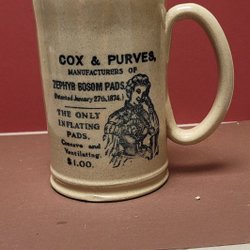 COX & PURVES,
MANUFACTURERS OF
ZEPHYR BOSOM PADS.
(Patented January 27th, 1874.)
THE ONLY
INFLATING
PADS.
Concave and
Ventilating.
$1.00.